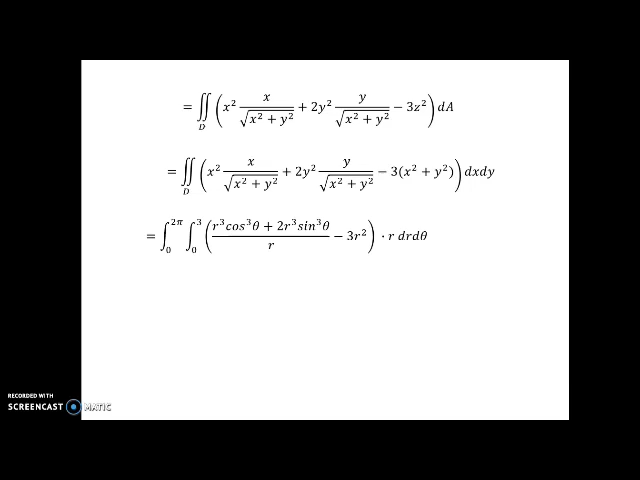 = ∬_D (x² x/√(x² + y²) + 2y² y/√(x² + y²) − 3z²) dA
= ∬_D (x² x/√(x² + y²) + 2y² y/√(x² + y²) − 3(x² + y²)) dxdy
= ∫_0^{2π} ∫_0^3 ((r³cos³θ + 2r³sin³θ)/r − 3r²) · r drdθ
RECORDED WITH
SCREENCAST MATIC